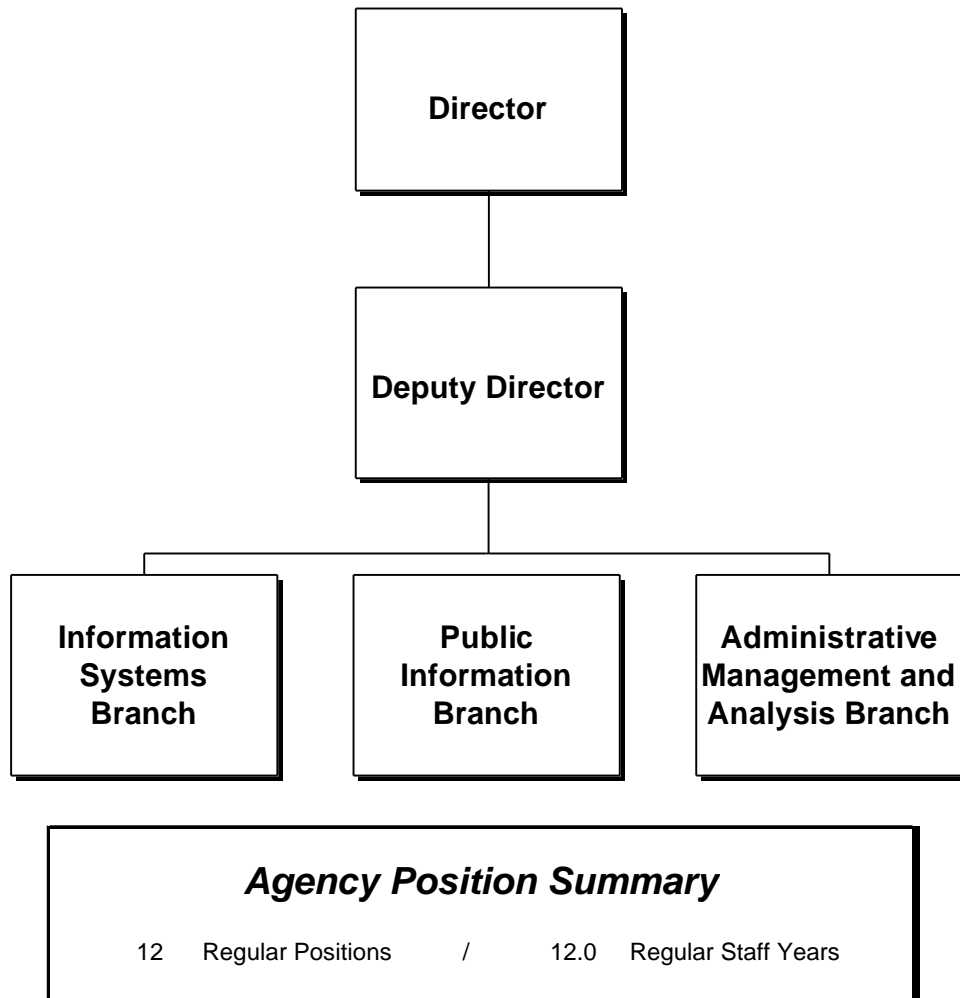 Director
Deputy Director
Information
Systems
Branch
Public
Information
Branch
Administrative
Management and
Analysis Branch
Agency Position Summary
12 Regular Positions / 12.0 Regular Staff Years